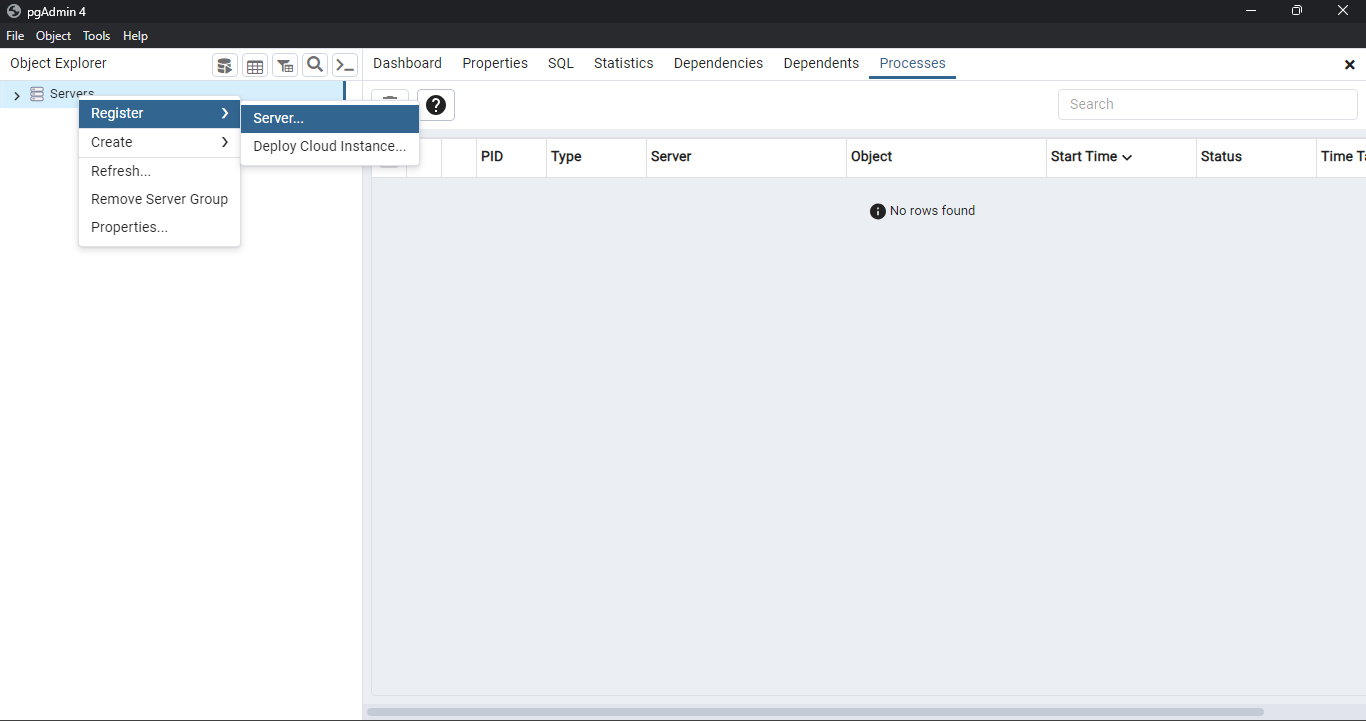 pgAdmin 4
File Object Tools Help
Object Explorer
Dashboard Properties SQL Statistics Dependencies Dependents Processes
Servers
Register
Create
Refresh...
Remove Server Group
Properties...
Server...
Deploy Cloud Instance...
Search
PID Type Server Object Start Time Status Time
No rows found